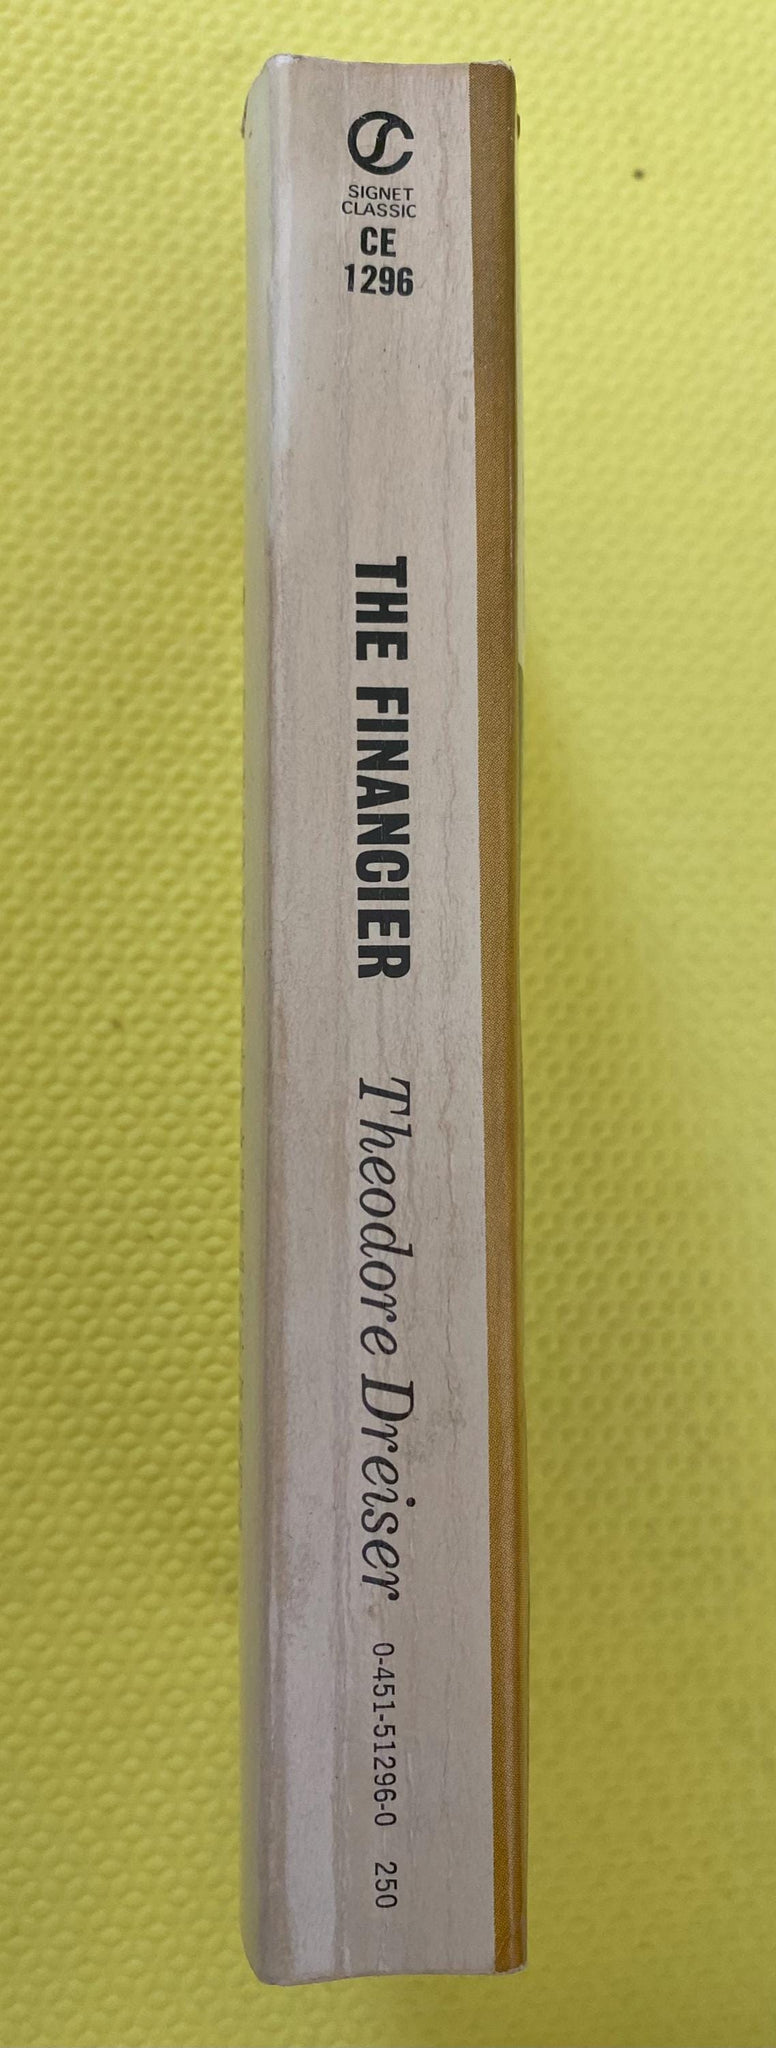 SIGNET
CLASSIC
CE
1296
THE FINANCIER Theodore Dreiser 0-451-51296-0 250